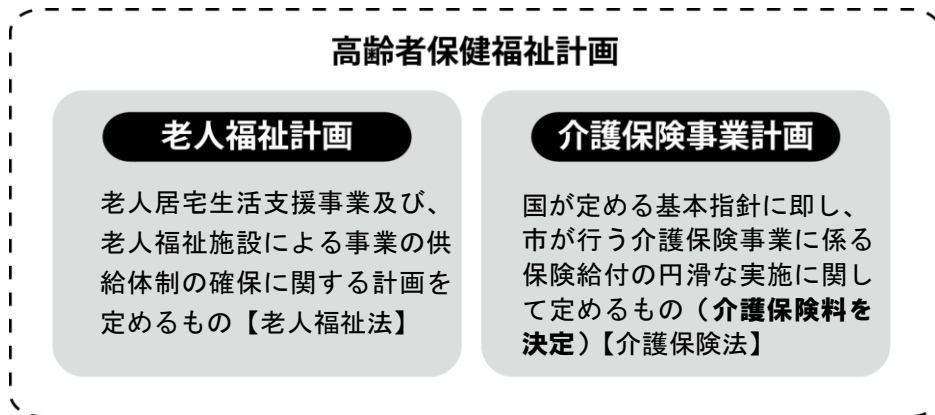 高齢者保健福祉計画
老人福祉計画
老人居宅生活支援事業及び、
老人福祉施設による事業の供
給体制の確保に関する計画を
定めるもの【老人福祉法】
介護保険事業計画
国が定める基本指針に即し、
市が行う介護保険事業に係る
保険給付の円滑な実施に関し
て定めるもの（介護保険料を
決定）【介護保険法】